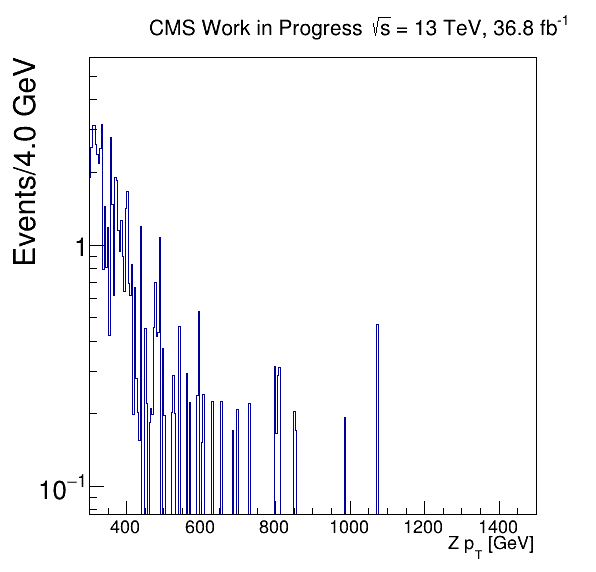 CMS Work in Progress √s = 13 TeV, 36.8 fb⁻¹
Events/4.0 GeV
1
10⁻¹
400 600 800 1000 1200 1400
Z p_T [GeV]